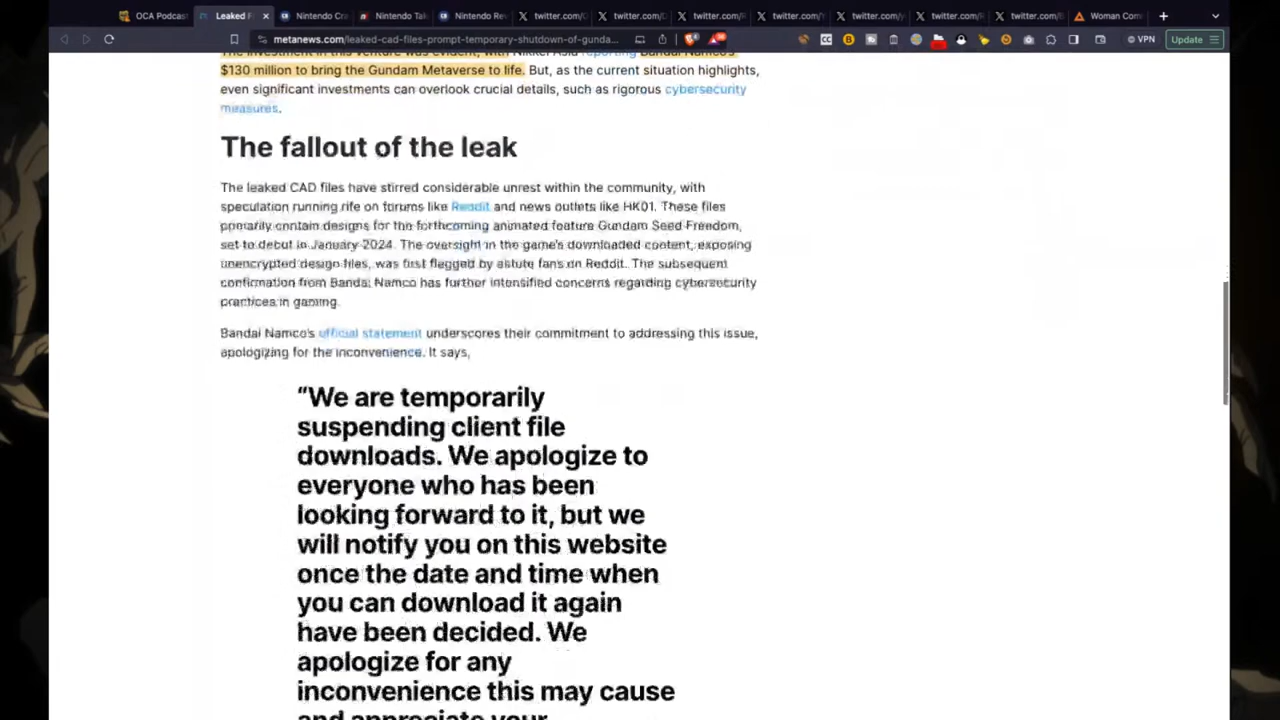 OCA Podcast
Leaked F
Nintendo Cra
Nintendo Tak
Nintendo Rev
twitter.com/
twitter.com/
twitter.com/
twitter.com/
twitter.com/
twitter.com/
twitter.com/
Woman Com
metanews.com/leaked-cad-files-prompt-temporary-shutdown-of-gunda...
VPN
Update
The investment in this venture was evident, with Nikkei Asia reporting Bandai Namco's
$130 million to bring the Gundam Metaverse to life. But, as the current situation highlights,
even significant investments can overlook crucial details, such as rigorous cybersecurity
measures.
The fallout of the leak
The leaked CAD files have stirred considerable unrest within the community, with
speculation running rife on forums like Reddit and news outlets like HK01. These files
primarily contain designs for the forthcoming animated feature Gundam Seed Freedom,
set to debut in January 2024. The oversight in the game's downloaded content, exposing
unencrypted design files, was first flagged by astute fans on Reddit. The subsequent
confirmation from Bandai Namco has further intensified concerns regarding cybersecurity
practices in gaming.
Bandai Namco's official statement underscores their commitment to addressing this issue,
apologizing for the inconvenience. It says,
“We are temporarily
suspending client file
downloads. We apologize to
everyone who has been
looking forward to it, but we
will notify you on this website
once the date and time when
you can download it again
have been decided. We
apologize for any
inconvenience this may cause
and appreciate your